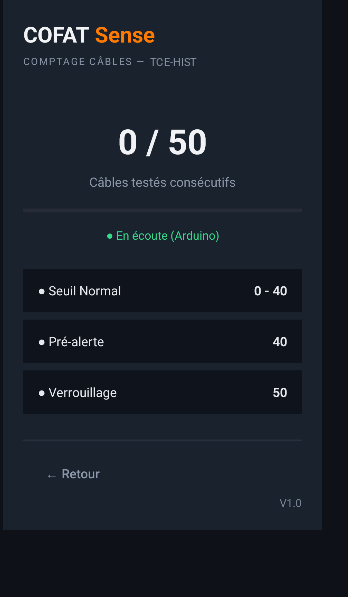 COFAT Sense
COMPTAGE CÂBLES — TCE-HIST
0 / 50
Câbles testés consécutifs
● En écoute (Arduino)
● Seuil Normal 0 - 40
● Pré-alerte 40
● Verrouillage 50
← Retour
V1.0